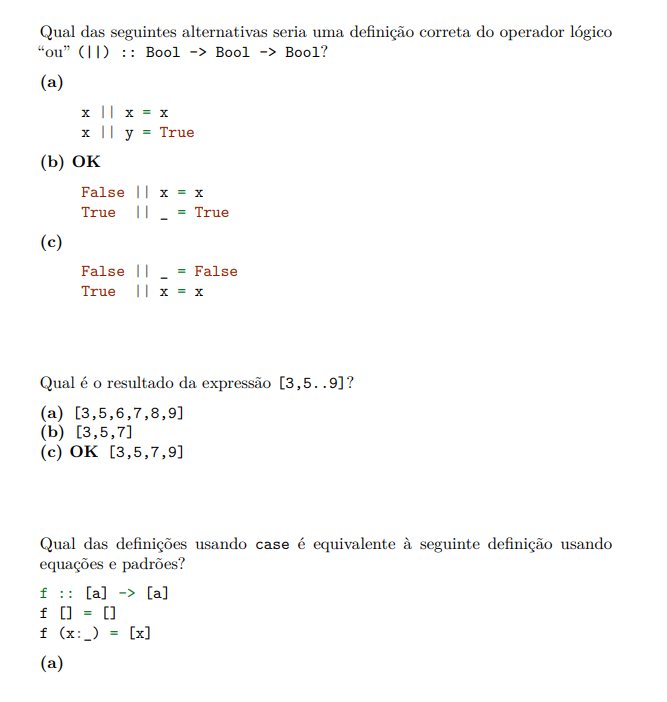 Qual das seguintes alternativas seria uma definição correta do operador lógico
“ou” (||) :: Bool -> Bool -> Bool?
(a)
x || x = x
x || y = True
(b) OK
False || x = x
True  || _ = True
(c)
False || _ = False
True  || x = x
Qual é o resultado da expressão [3,5..9]?
(a) [3,5,6,7,8,9]
(b) [3,5,7]
(c) OK [3,5,7,9]
Qual das definições usando case é equivalente à seguinte definição usando
equações e padrões?
f :: [a] -> [a]
f [] = []
f (x:_) = [x]
(a)